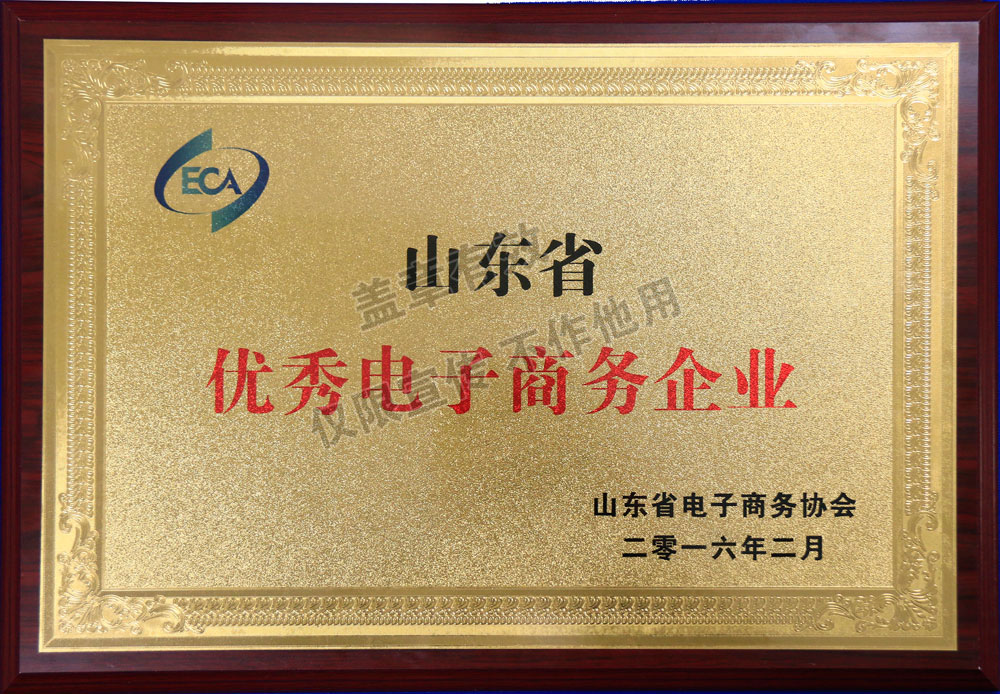 ECA
山东省
盖章有效
仅限宣传 不作他用
优秀电子商务企业
山东省电子商务协会
二零一六年二月